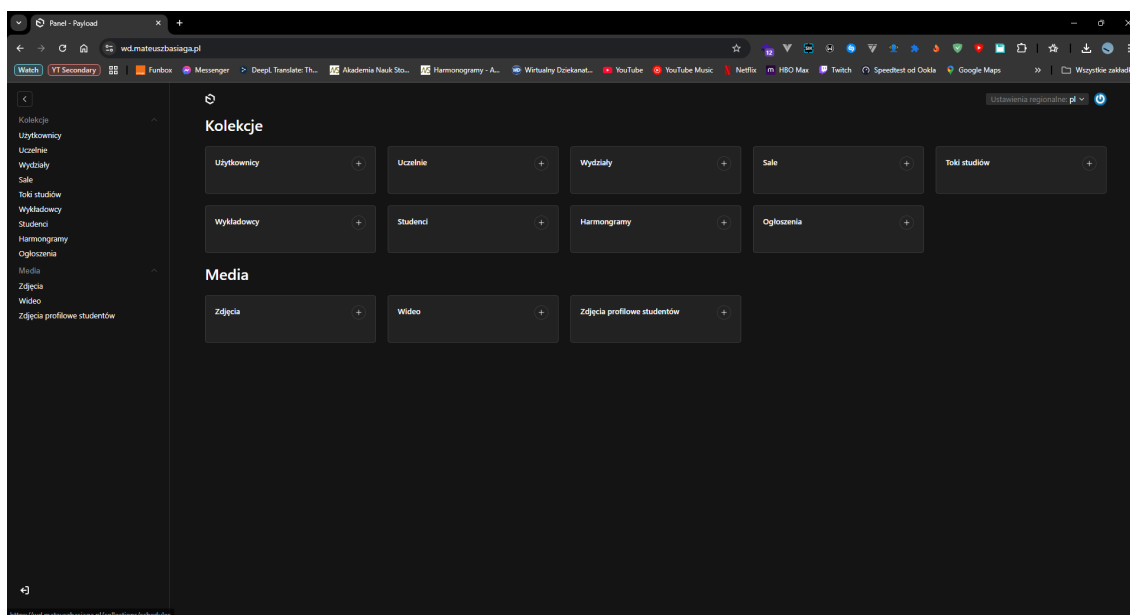 Panel - Payload
wd.mateuszbasiaga.pl
12
Watch YT Secondary Funbox Messenger DeepL Translate: Th... Akademia Nauk Sto... Harmonogramy - A... Wirtualny Dziekanat... YouTube YouTube Music Netflix HBO Max Twitch Speedtest od Ookla Google Maps » Wszystkie zakład
Ustawienia regionalne: pl
Kolekcje
Użytkownicy
Uczelnie
Wydziały
Sale
Toki studiów
Wykładowcy
Studenci
Harmongramy
Ogłoszenia
Media
Zdjęcia
Wideo
Zdjęcia profilowe studentów
Kolekcje
Użytkownicy Uczelnie Wydziały Sale Toki studiów
Wykładowcy Studenci Harmongramy Ogłoszenia
Media
Zdjęcia Wideo Zdjęcia profilowe studentów